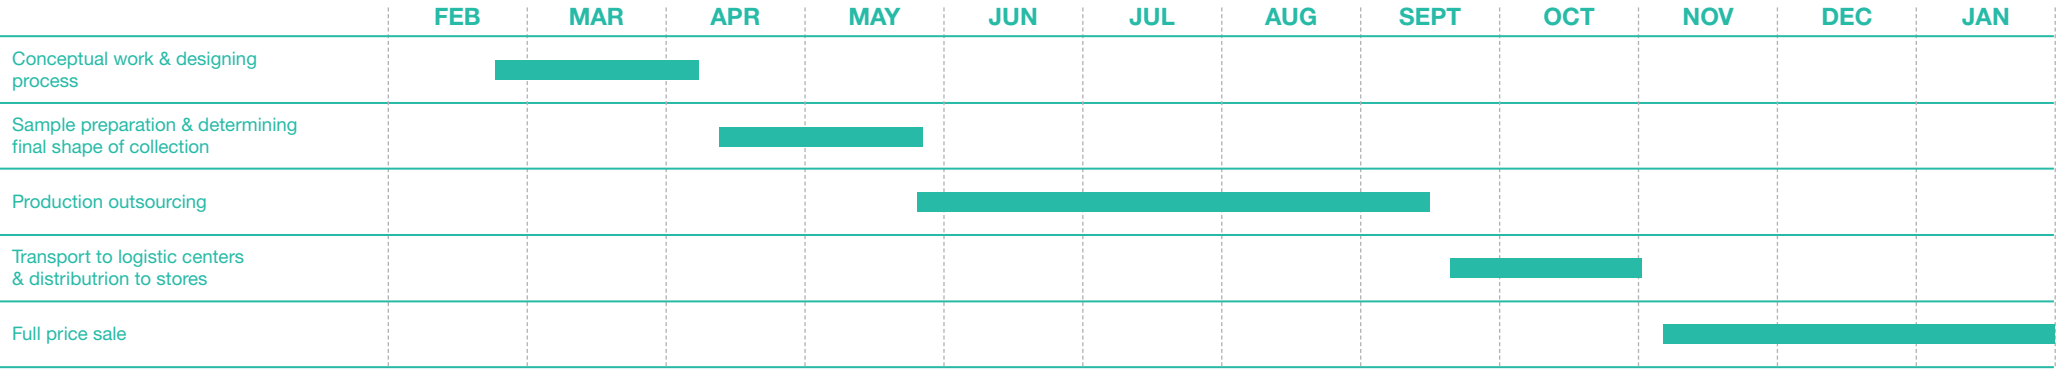 FEB MAR APR MAY JUN JUL AUG SEPT OCT NOV DEC JAN
Conceptual work & designing
process
Sample preparation & determining
final shape of collection
Production outsourcing
Transport to logistic centers
& distributrion to stores
Full price sale